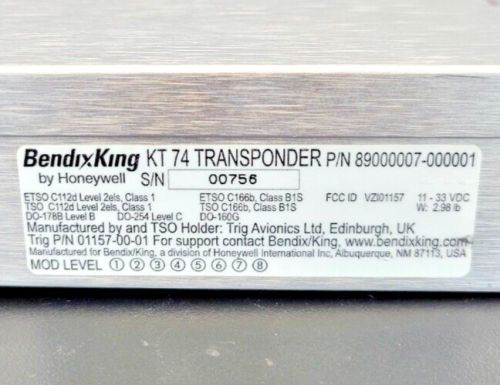 BendixKing KT 74 TRANSPONDER P/N 89000007-000001
by Honeywell S/N 00756
ETSO C112d Level 2els, Class 1 ETSO C166b, Class B1S FCC ID VZI01157 11 - 33 VDC
TSO C112d Level 2els, Class 1 TSO C166b, Class B1S W: 2.98 lb
DO-178B Level B DO-254 Level C DO-160G
Manufactured by and TSO Holder: Trig Avionics Ltd, Edinburgh, UK
Trig P/N 01157-00-01 For support contact Bendix/King, www.bendixking.com
Manufactured for Bendix/King, a division of Honeywell International Inc, Albuquerque, NM 87113, USA
MOD LEVEL ① ② ③ ④ ⑤ ⑥ ⑦ ⑧